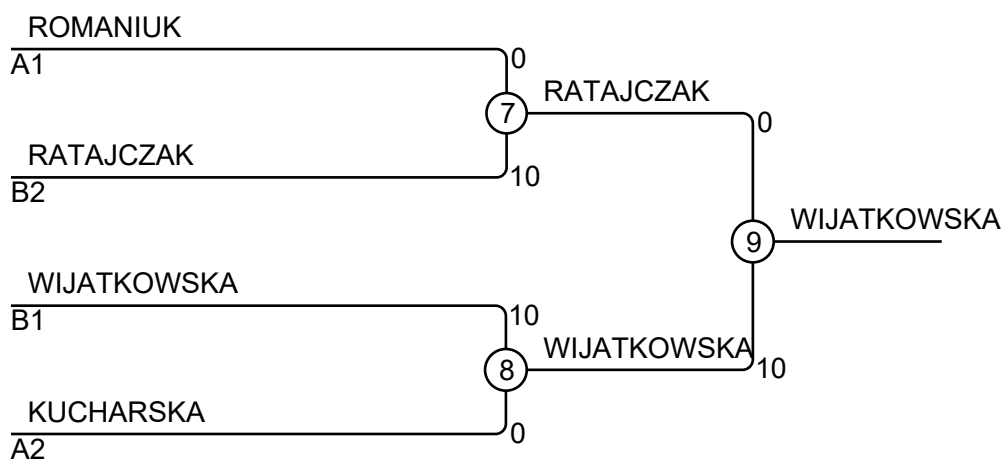 ROMANIUK
A1
0
7
RATAJCZAK
0
RATAJCZAK
B2
10
9
WIJATKOWSKA
WIJATKOWSKA
B1
10
8
WIJATKOWSKA
10
KUCHARSKA
A2
0